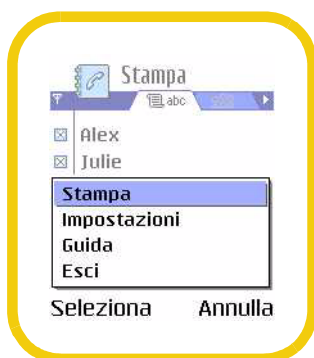 Stampa
abc
Alex
Julie
Stampa
Impostazioni
Guida
Esci
Seleziona Annulla